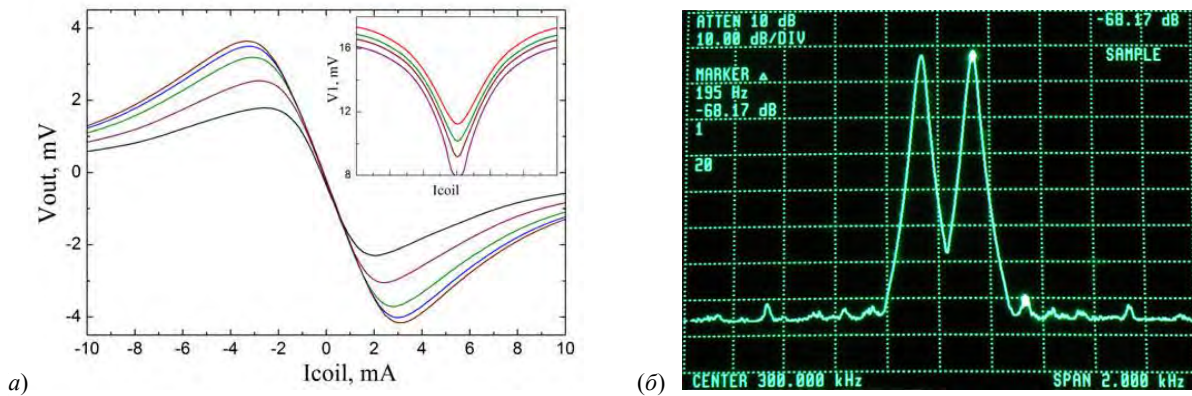 4
2
0
-2
-4
Vout, mV
-10 -8 -6 -4 -2 0 2 4 6 8 10
Icoil, mA
16
12
8
V1, mV
Icoil
а)
ATTEN 10 dB
10.00 dB/DIV
-68.17 dB
SAMPLE
MARKER Δ
195 Hz
-68.17 dB
1
20
CENTER 300.000 kHz
SPAN 2.000 kHz
(б)